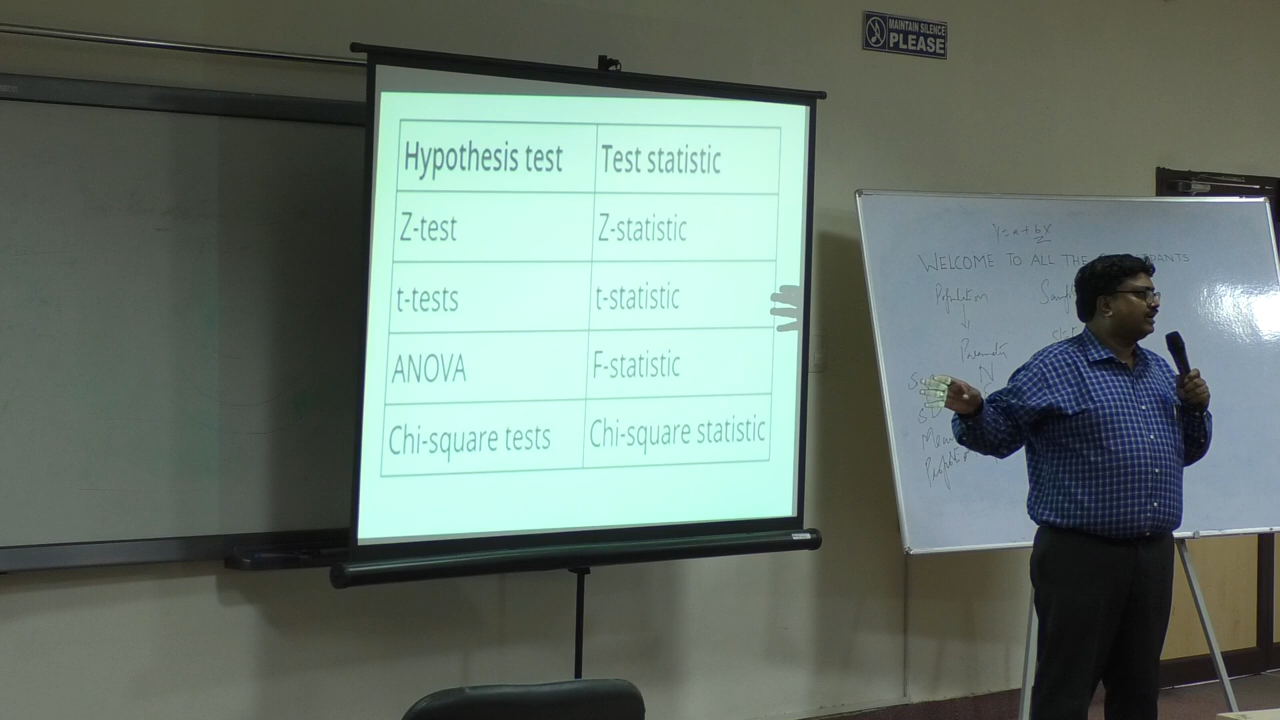 MAINTAIN SILENCE
PLEASE
Hypothesis test Test statistic
Z-test Z-statistic
t-tests t-statistic
ANOVA F-statistic
Chi-square tests Chi-square statistic
Y=a+bx
WELCOME TO ALL THE
Population
N